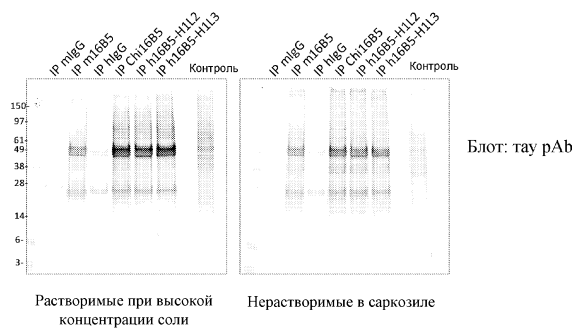 IP mIgG
IP m16B5
IP hIgG
IP Chi16B5
IP h16B5-H1L2
IP h16B5-H1L3
Контроль
IP mIgG
IP m16B5
IP hIgG
IP Chi16B5
IP h16B5-H1L2
IP h16B5-H1L3
Контроль
150-
97-
61-
49-
38-
28-
14-
6-
3-
Блот: тау pAb
Растворимые при высокой
концентрации соли
Нерастворимые в саркозиле